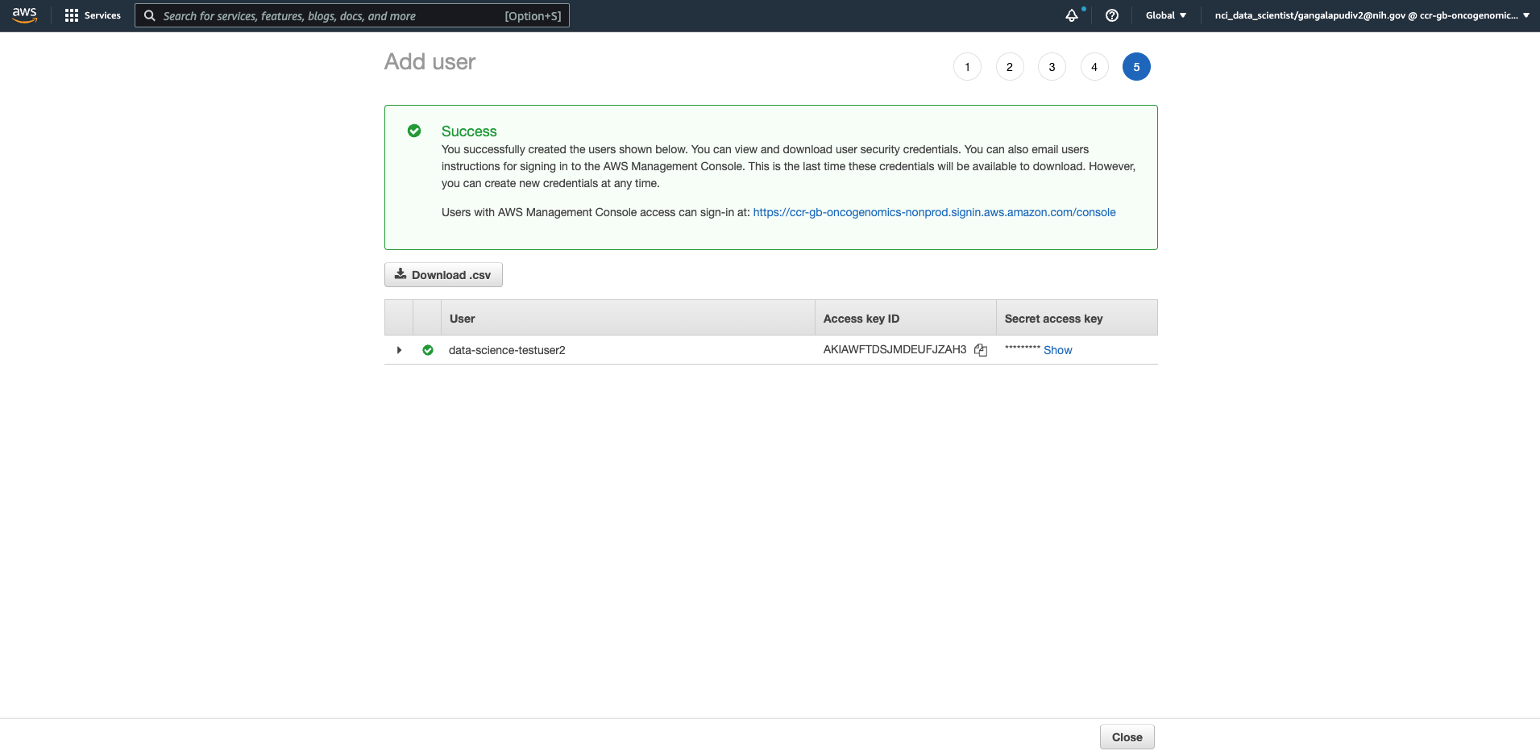 aws Services Search for services, features, blogs, docs, and more [Option+S] Global nci_data_scientist/gangalapudiv2@nih.gov @ ccr-gb-oncogenomic...
Add user 1 2 3 4 5
Success
You successfully created the users shown below. You can view and download user security credentials. You can also email users
instructions for signing in to the AWS Management Console. This is the last time these credentials will be available to download. However,
you can create new credentials at any time.
Users with AWS Management Console access can sign-in at: https://ccr-gb-oncogenomics-nonprod.signin.aws.amazon.com/console
Download .csv
User Access key ID Secret access key
data-science-testuser2 AKIAWFTDSJMDEUFJZAH3 ********* Show
Close